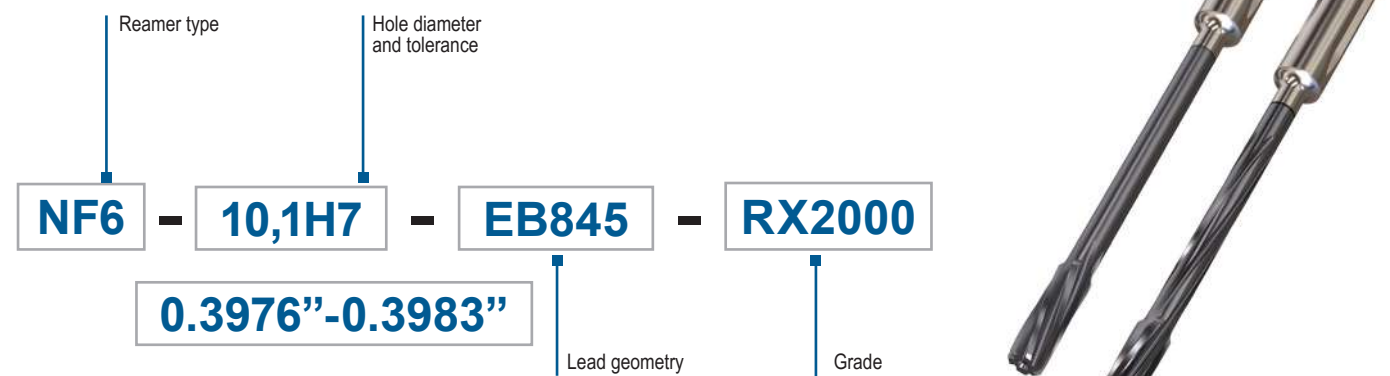 Reamer type
Hole diameter
and tolerance
NF6 - 10,1H7 - EB845 - RX2000
0.3976”-0.3983”
Lead geometry
Grade